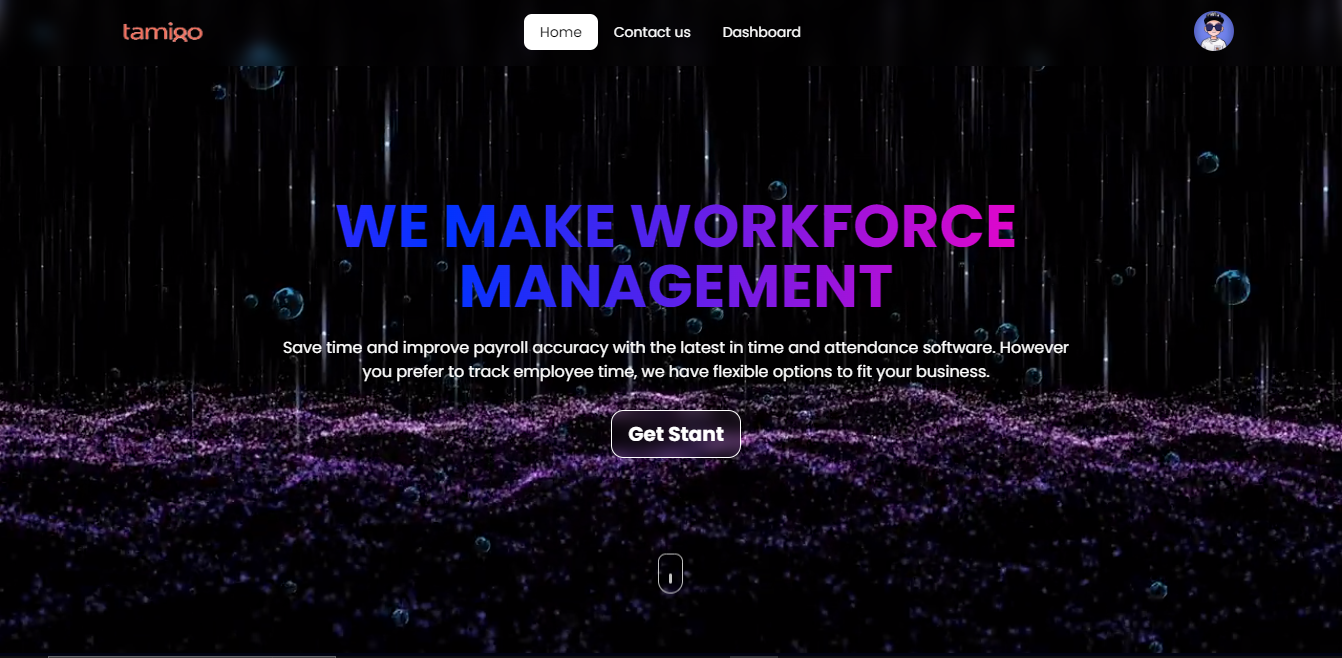 tamigo
Home
Contact us
Dashboard
WE MAKE WORKFORCE
MANAGEMENT
Save time and improve payroll accuracy with the latest in time and attendance software. However
you prefer to track employee time, we have flexible options to fit your business.
Get Stant